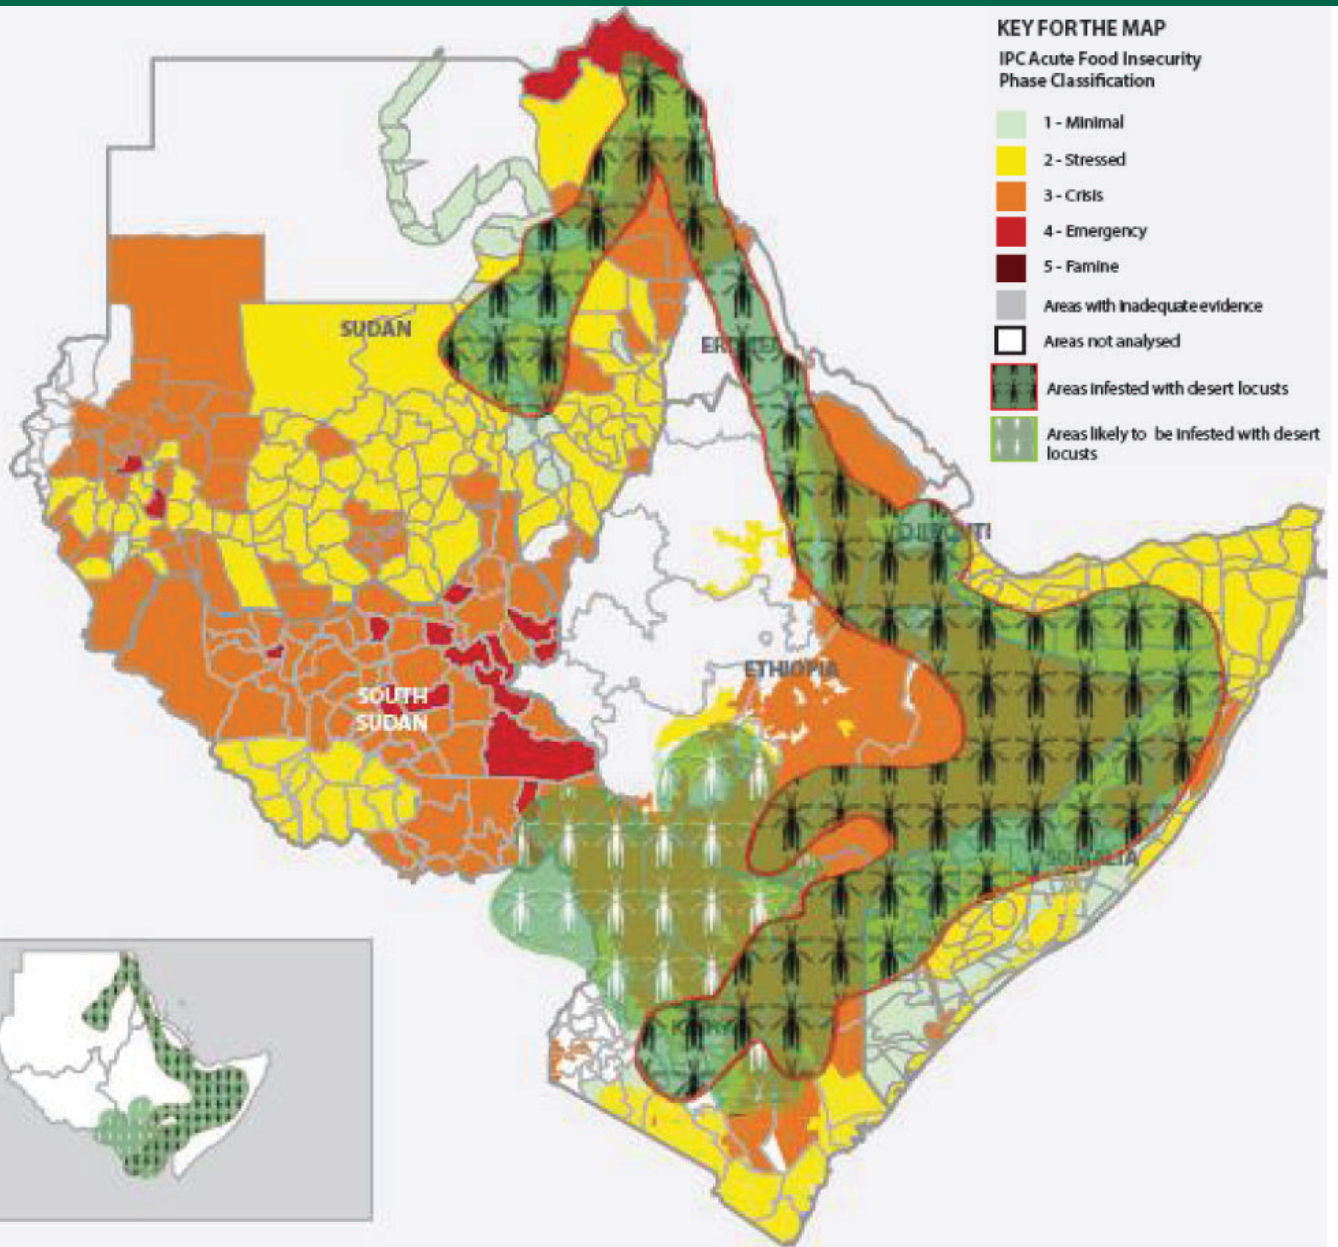 KEY FOR THE MAP
IPC Acute Food Insecurity
Phase Classification
1 - Minimal
2 - Stressed
3 - Crisis
4 - Emergency
5 - Famine
Areas with inadequate evidence
Areas not analysed
Areas infested with desert locusts
Areas likely to be infested with desert
locusts
SUDAN
DJIBOUTI
ETHIOPIA
SOUTH
SUDAN
SOMALIA